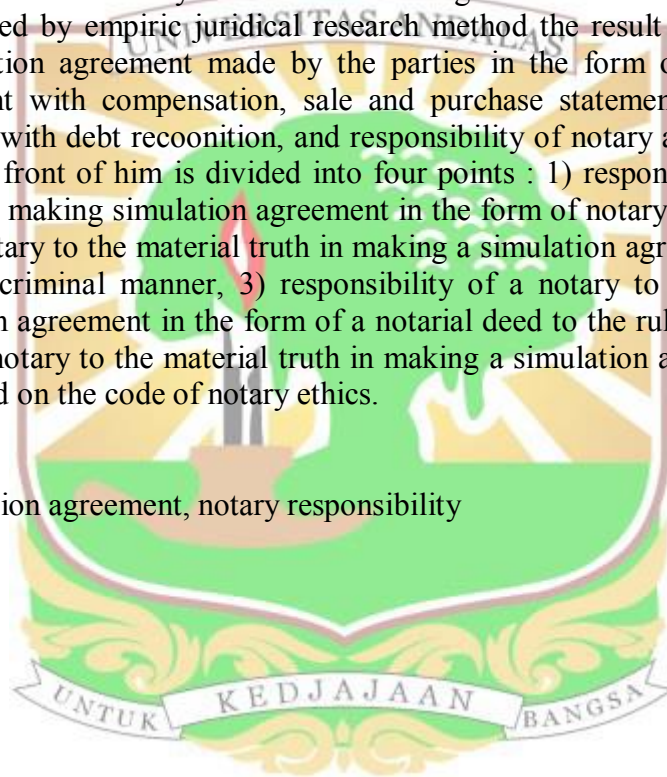 ed by empiric juridical research method the result
UNIVERSITAS ANDALAS
tion agreement made by the parties in the form o
nt with compensation, sale and purchase statemen
with debt recoonition, and responsibility of notary a
front of him is divided into four points : 1) respon
making simulation agreement in the form of notary
tary to the material truth in making a simulation agr
criminal manner, 3) responsibility of a notary to
n agreement in the form of a notarial deed to the rul
notary to the material truth in making a simulation a
d on the code of notary ethics.
ion agreement, notary responsibility
UNTUK KEDJAJAAN BANGSA